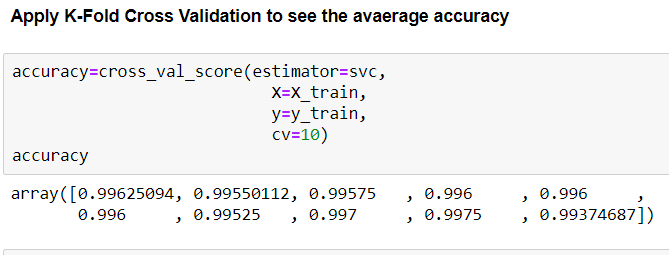 Apply K-Fold Cross Validation to see the avaerage accuracy
accuracy=cross_val_score(estimator=svc,
                         X=X_train,
                         y=y_train,
                         cv=10)
accuracy
array([0.99625094, 0.99550112, 0.99575   , 0.996     , 0.996     ,
       0.996     , 0.99525   , 0.997     , 0.9975    , 0.99374687])